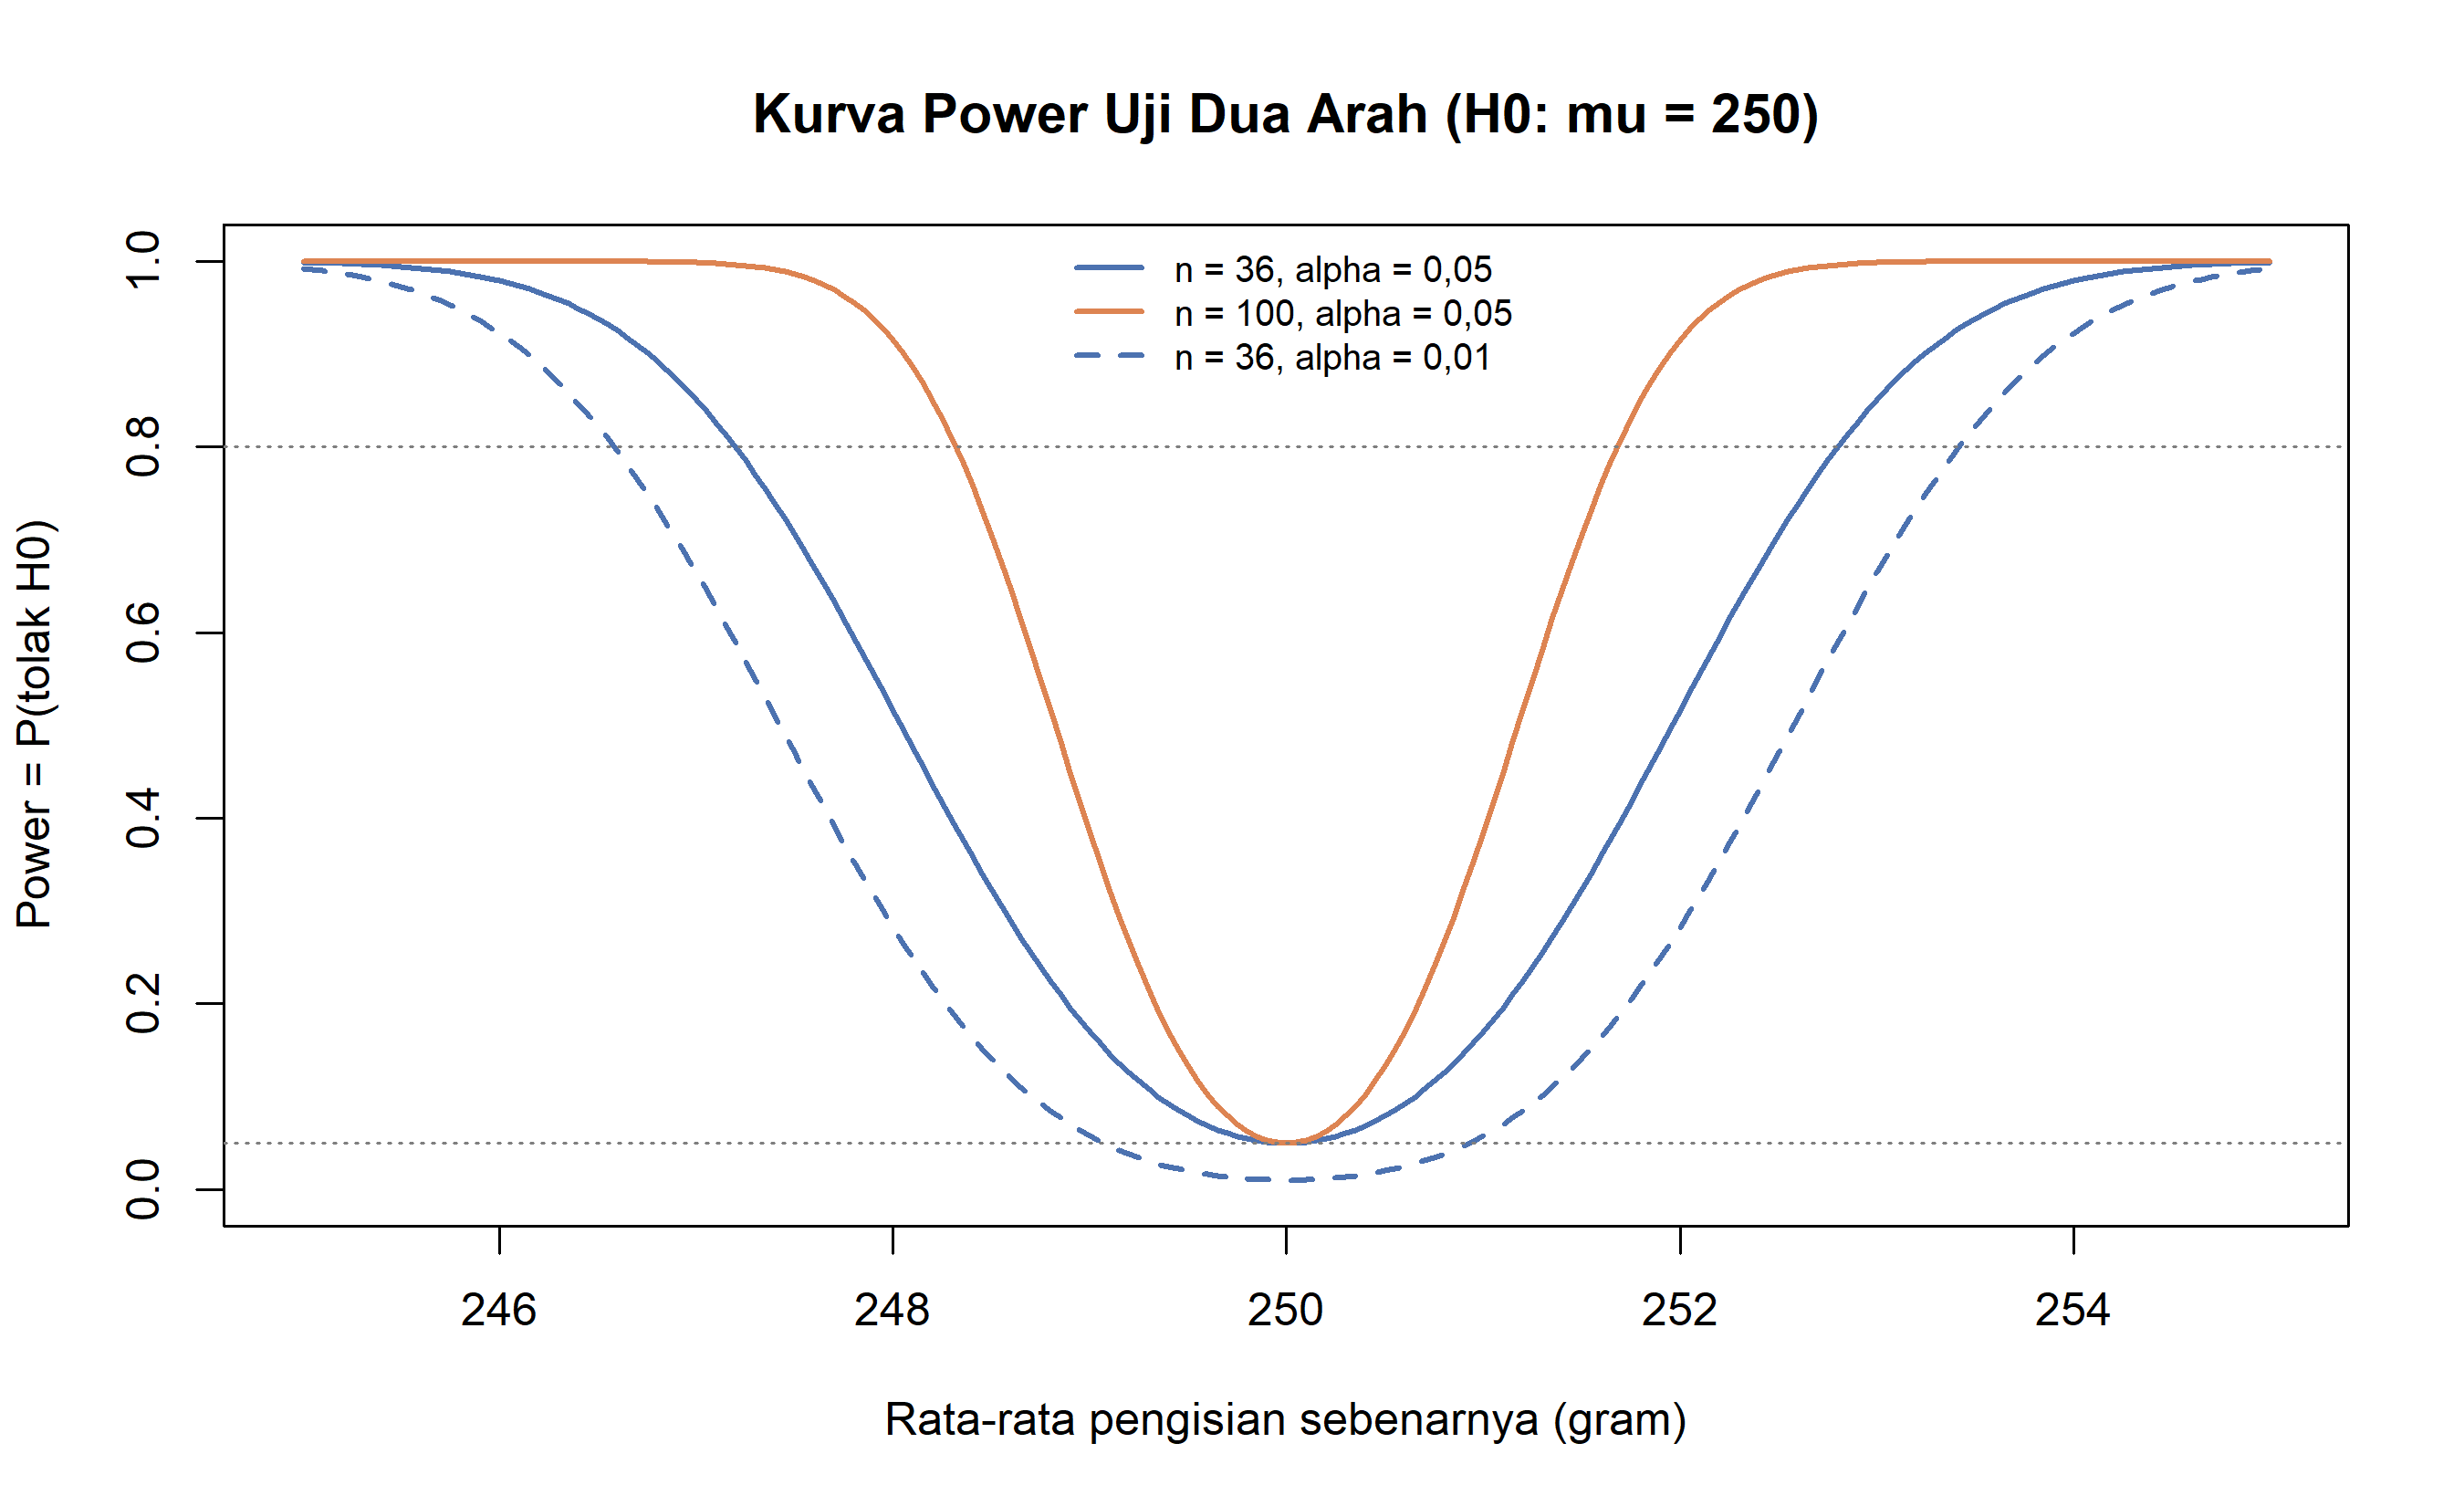 Kurva Power Uji Dua Arah (H0: mu = 250)
n = 36, alpha = 0,05
n = 100, alpha = 0,05
n = 36, alpha = 0,01
Power = P(tolak H0)
1.0
0.8
0.6
0.4
0.2
0.0
246 248 250 252 254
Rata-rata pengisian sebenarnya (gram)